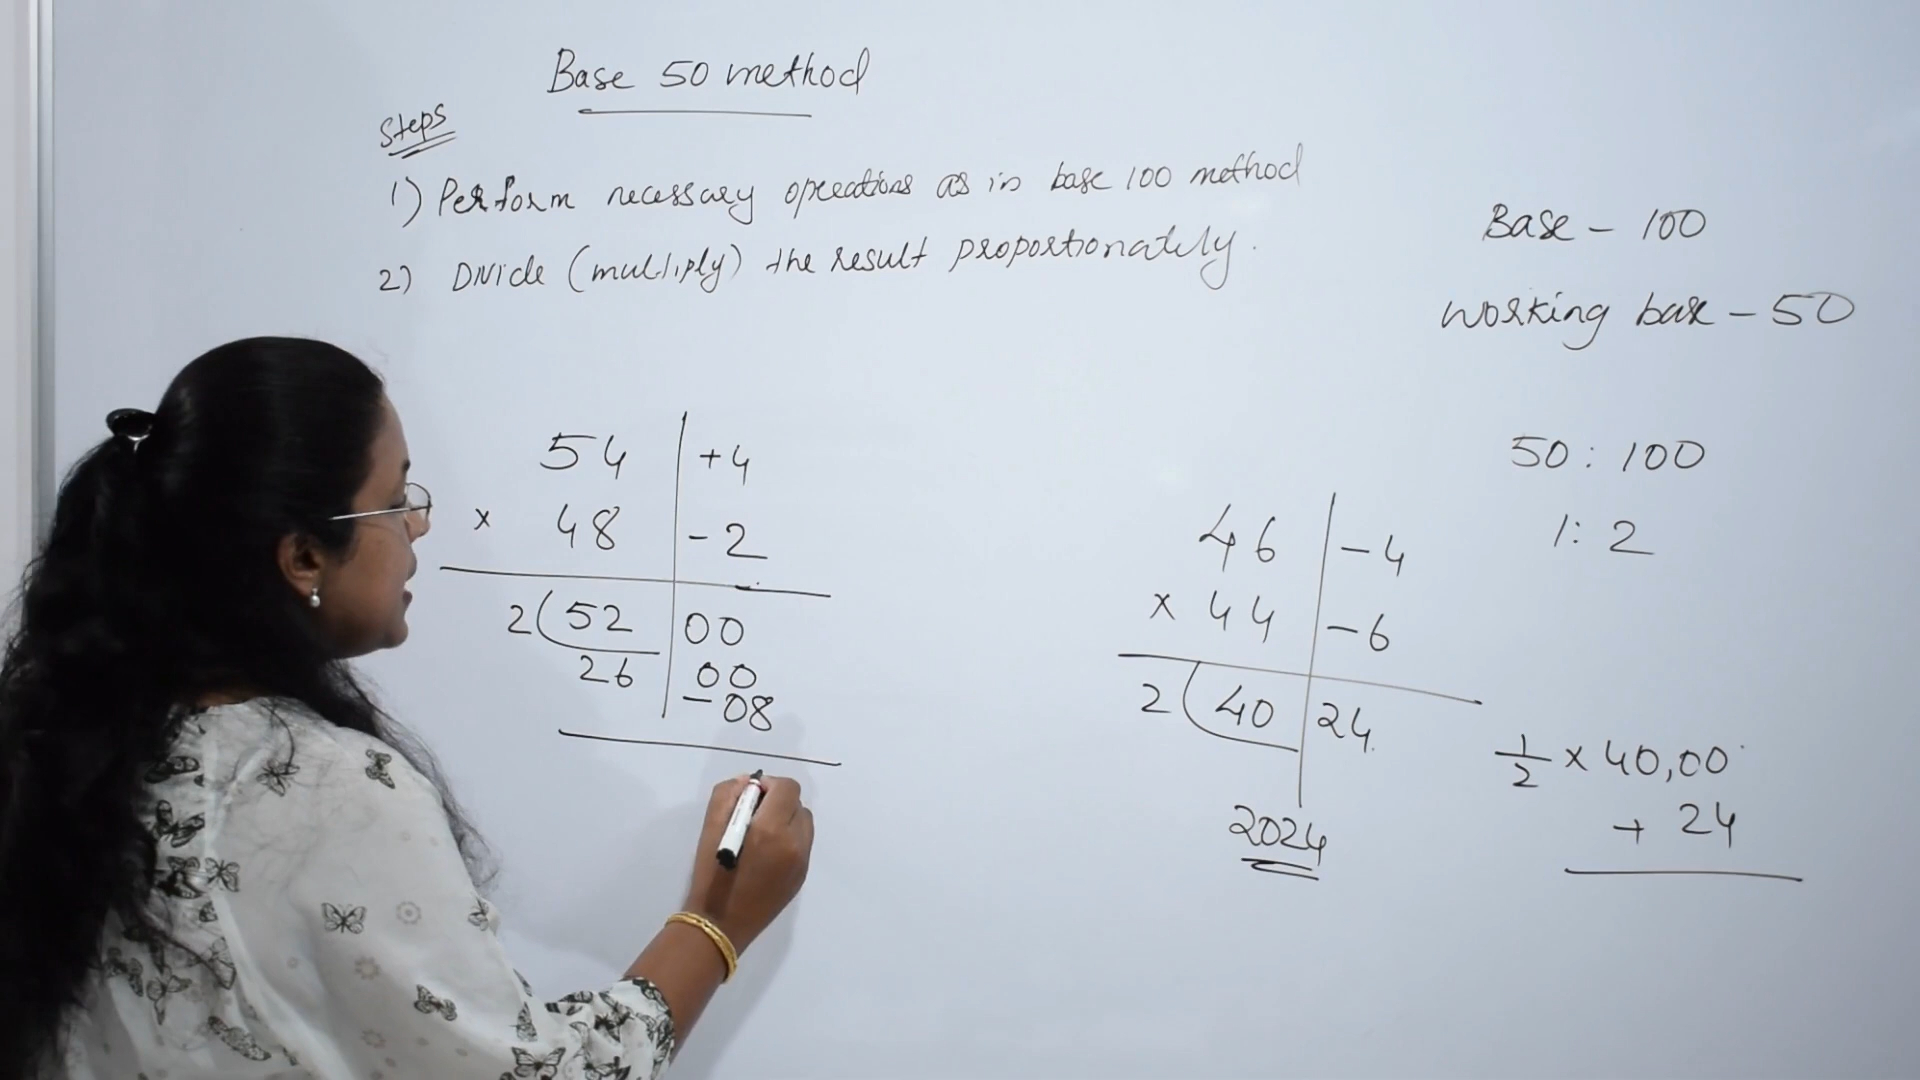 Base 50 method
Steps
1) Perform necessary operations as in base 100 method
2) Divide (multiply) the result proportionately.
Base - 100
Working base - 50
50 : 100
1 : 2
54 | +4
x 48 | -2
2 ( 52 | 00
26 | 00
- 08
46 | -4
x 44 | -6
2 ( 40 | 24.
2024
1/2 x 40,00
+ 24